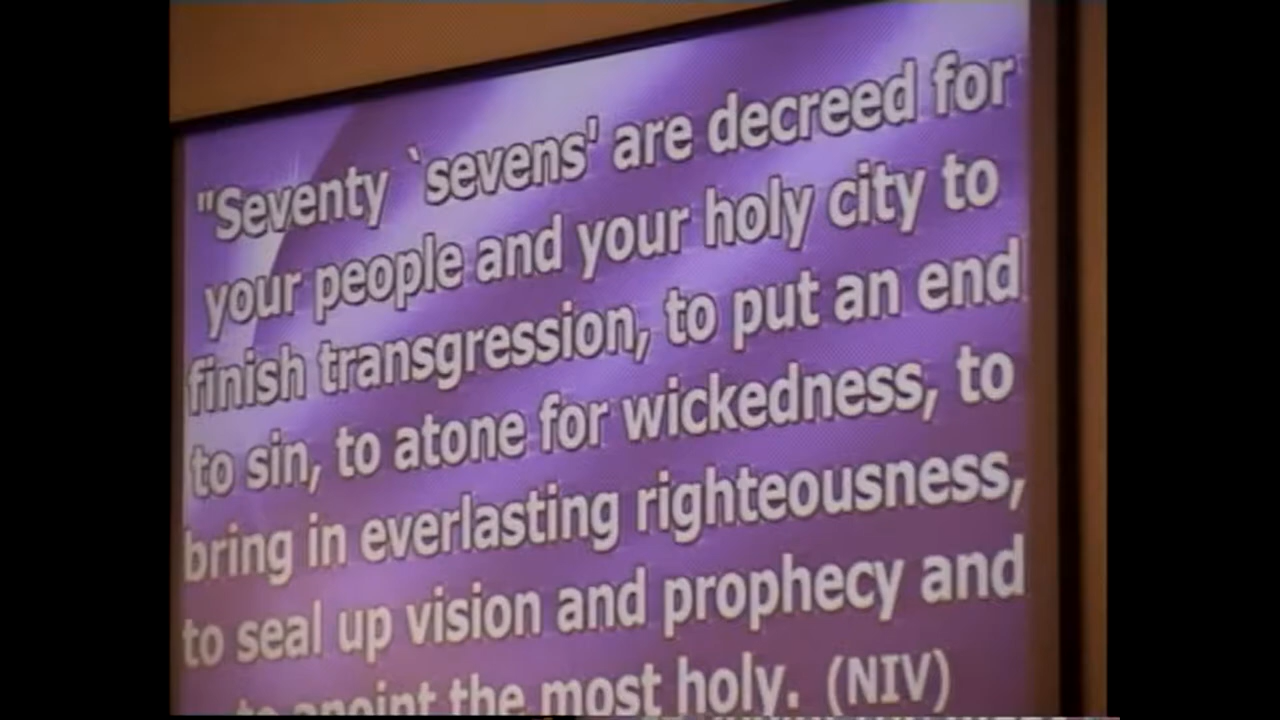 "Seventy `sevens' are decreed for
your people and your holy city to
finish transgression, to put an end
to sin, to atone for wickedness, to
bring in everlasting righteousness,
to seal up vision and prophecy and
to anoint the most holy. (NIV)